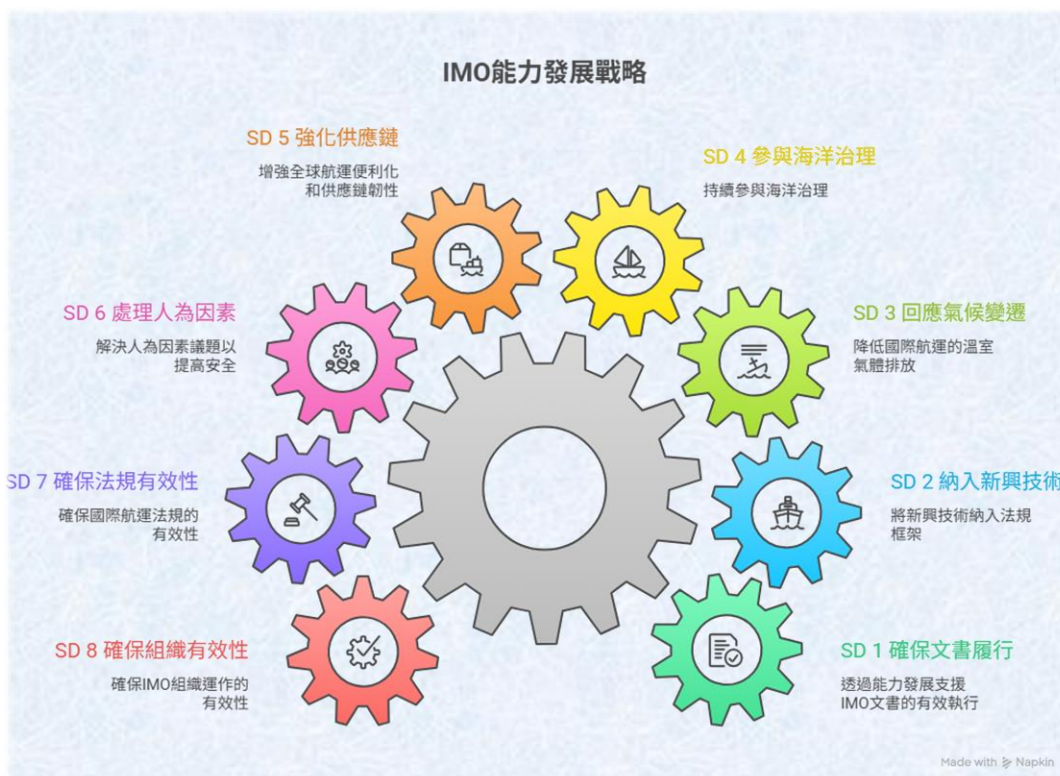 IMO能力發展戰略
SD 5 強化供應鏈
增強全球航運便利化
和供應鏈韌性
SD 4 參與海洋治理
持續參與海洋治理
SD 6 處理人為因素
解決人為因素議題以
提高安全
SD 3 回應氣候變遷
降低國際航運的溫室
氣體排放
SD 7 確保法規有效性
確保國際航運法規的
有效性
SD 2 納入新興技術
將新興技術納入法規
框架
SD 8 確保組織有效性
確保IMO組織運作的
有效性
SD 1 確保文書履行
透過能力發展支援
IMO文書的有效執行
Made with Napkin